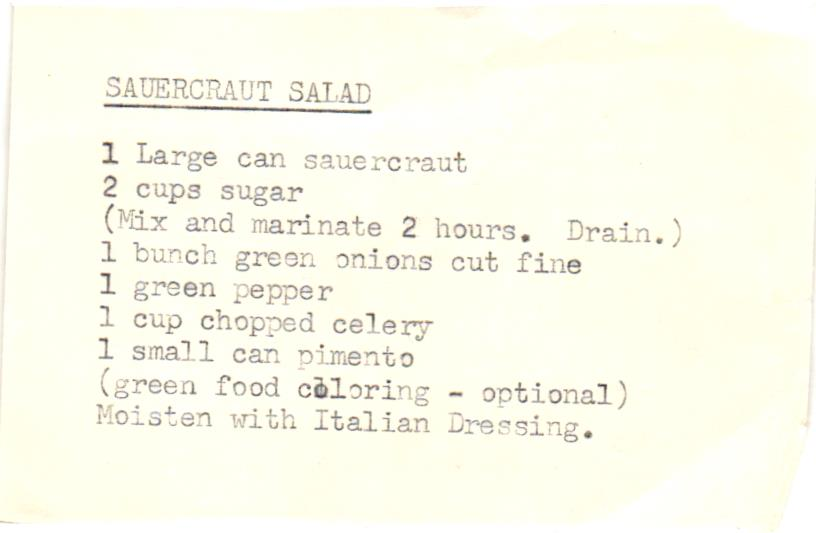 SAUERCRAUT SALAD
1 Large can sauercraut
2 cups sugar
(Mix and marinate 2 hours.  Drain.)
1 bunch green onions cut fine
1 green pepper
1 cup chopped celery
1 small can pimento
(green food coloring - optional)
Moisten with Italian Dressing.